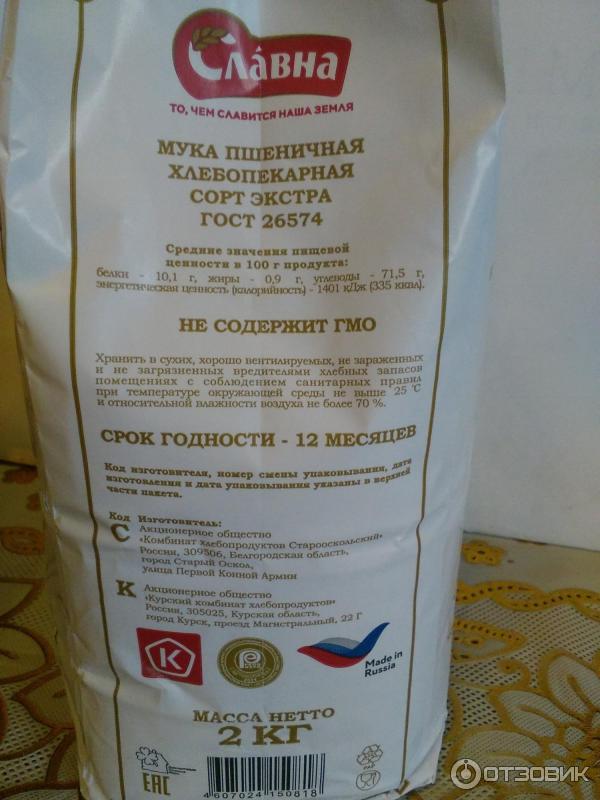 Славна
ТО, ЧЕМ СЛАВИТСЯ НАША ЗЕМЛЯ
МУКА ПШЕНИЧНАЯ
ХЛЕБОПЕКАРНАЯ
СОРТ ЭКСТРА
ГОСТ 26574
Средние значения пищевой
ценности в 100 г продукта:
белки - 10,1 г, жиры - 0,9 г, углеводы - 71,5 г,
энергетическая ценность (калорийность) - 1401 кДж (335 ккал).
НЕ СОДЕРЖИТ ГМО
Хранить в сухих, хорошо вентилируемых, не зараженных
и не загрязненных вредителями хлебных запасов
помещениях с соблюдением санитарных правил
при температуре окружающей среды не выше 25 °С
и относительной влажности воздуха не более 70 %.
СРОК ГОДНОСТИ - 12 МЕСЯЦЕВ
Код изготовителя, номер смены упаковывания, дата
изготовления и дата упаковывания указаны в верхней
части пакета.
Код Изготовитель:
С Акционерное общество
«Комбинат хлебопродуктов Старооскольский»
Россия, 309506, Белгородская область,
город Старый Оскол,
улица Первой Конной Армии
К Акционерное общество
«Курский комбинат хлебопродуктов»
Россия, 305025, Курская область,
город Курск, проезд Магистральный, 22 Г
К
Made in
Russia
МАССА НЕТТО
2 КГ
ЕАС
4607024150818
ОТЗОВИК